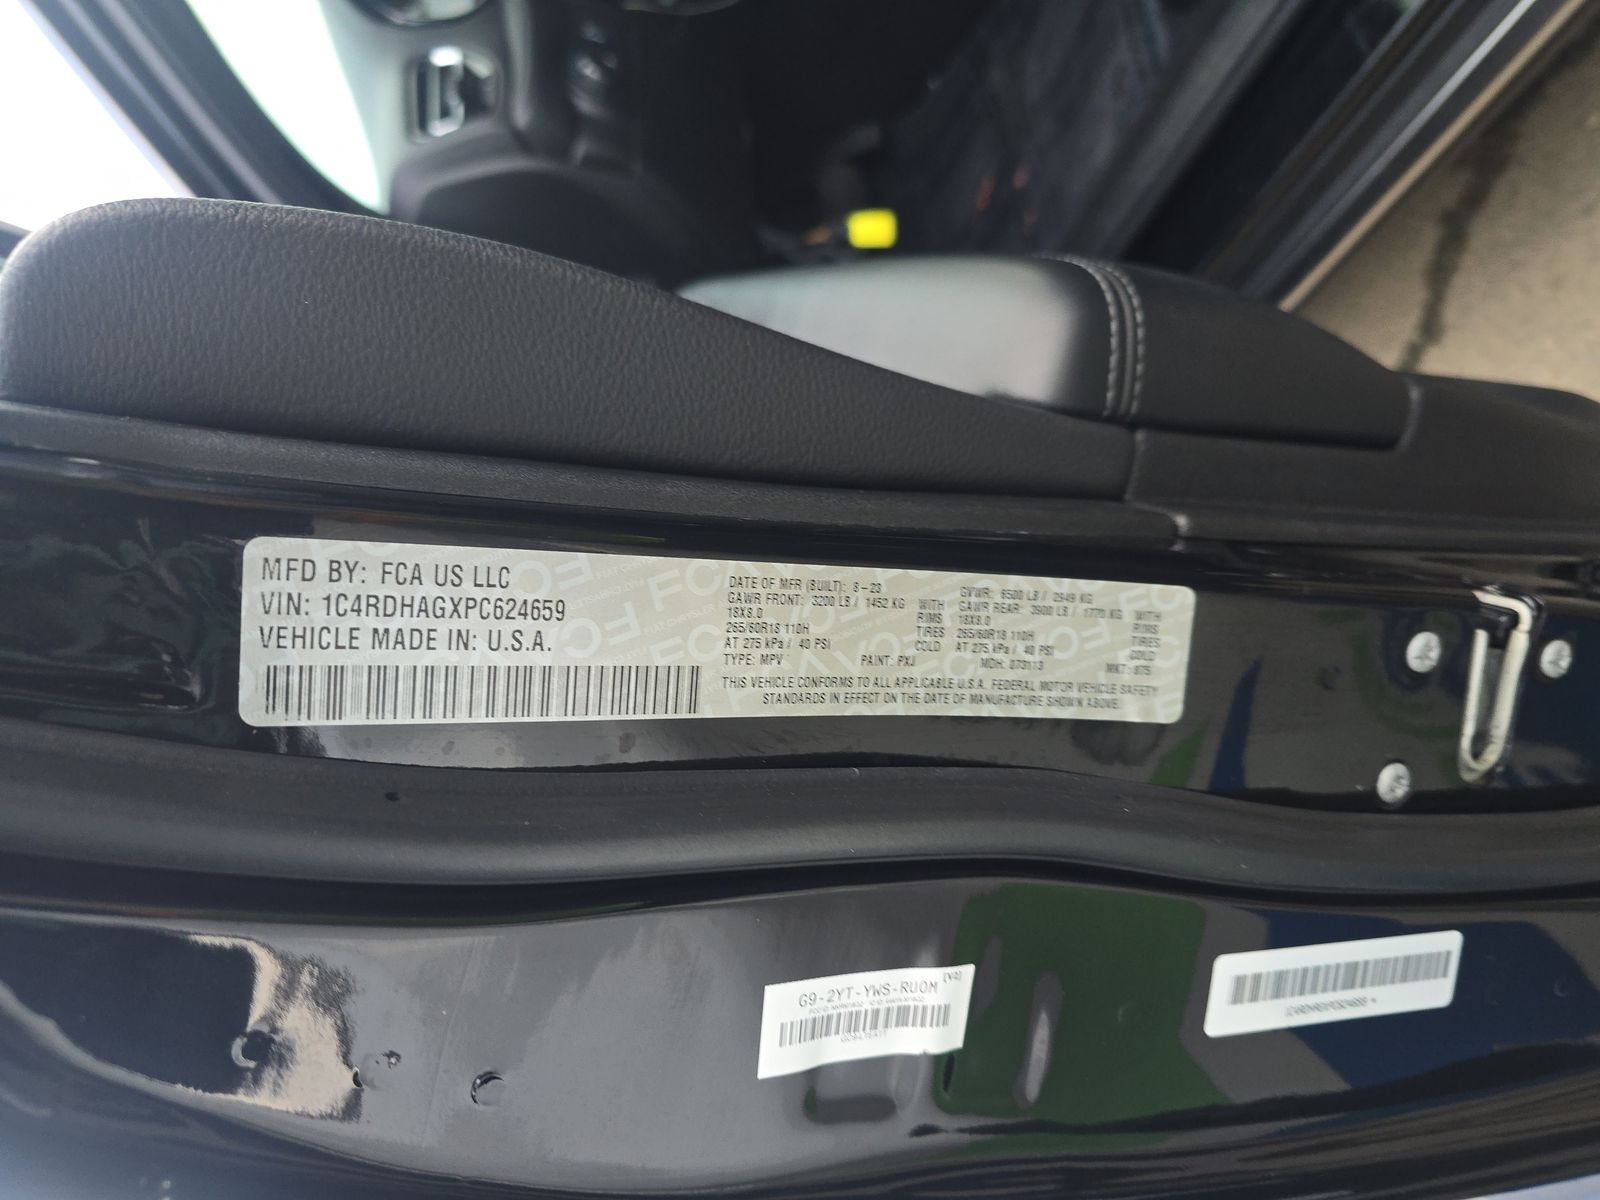 MFD BY: FCA US LLC
VIN: 1C4RDHAGXPC624659
VEHICLE MADE IN: U.S.A.
DATE OF MFR (BUILT): 8-23
GVWR: 6500 LB / 2949 KG
GAWR FRONT: 3200 LB / 1452 KG WITH
GAWR REAR: 3900 LB / 1770 KG WITH
18X8.0 RIMS
18X8.0 RIMS
265/60R18 110H TIRES
265/60R18 110H TIRES
AT 275 kPa / 40 PSI COLD
AT 275 kPa / 40 PSI COLD
TYPE: MPV PAINT: PXJ MDH: 073113
THIS VEHICLE CONFORMS TO ALL APPLICABLE U.S.A. FEDERAL MOTOR VEHICLE SAFETY
STANDARDS IN EFFECT ON THE DATE OF MANUFACTURE SHOWN ABOVE.
G9-2YT-YWS-RU0M